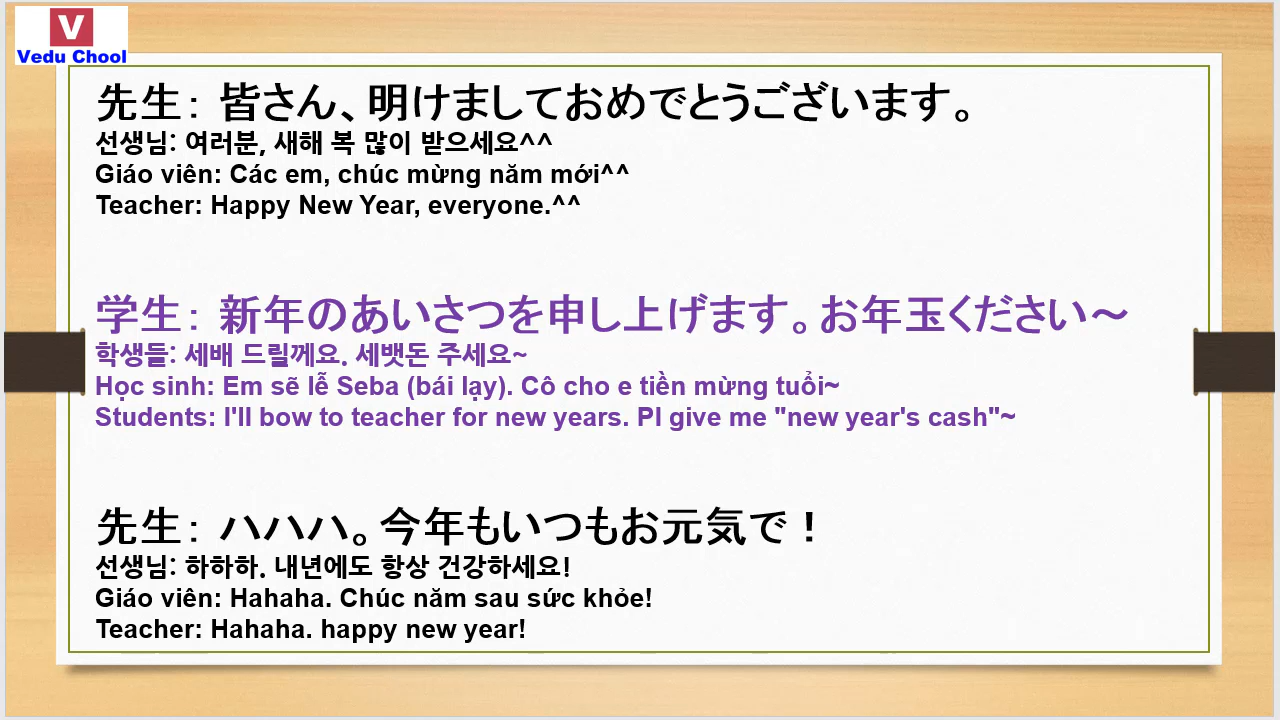 V
Vedu Chool
先生： 皆さん、明けましておめでとうございます。
선생님: 여러분, 새해 복 많이 받으세요^^
Giáo viên: Các em, chúc mừng năm mới^^
Teacher: Happy New Year, everyone.^^
学生： 新年のあいさつを申し上げます。お年玉ください～
학생들: 세배 드릴께요. 세뱃돈 주세요~
Học sinh: Em sẽ lễ Seba (bái lạy). Cô cho e tiền mừng tuổi~
Students: I'll bow to teacher for new years. Pl give me "new year's cash"~
先生： ハハハ。今年もいつもお元気で！
선생님: 하하하. 내년에도 항상 건강하세요!
Giáo viên: Hahaha. Chúc năm sau sức khỏe!
Teacher: Hahaha. happy new year!